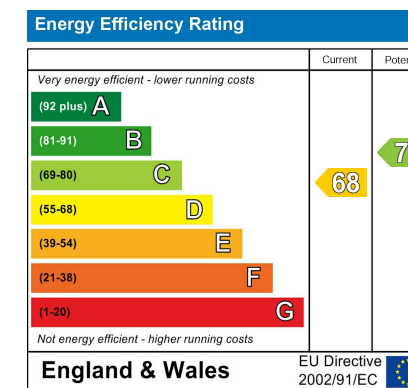 Energy Efficiency Rating
Current
Very energy efficient - lower running costs
(92 plus) A
(81-91) B
(69-80) C
68
(55-68) D
(39-54) E
(21-38) F
(1-20) G
Not energy efficient - higher running costs
England & Wales
EU Directive
2002/91/EC